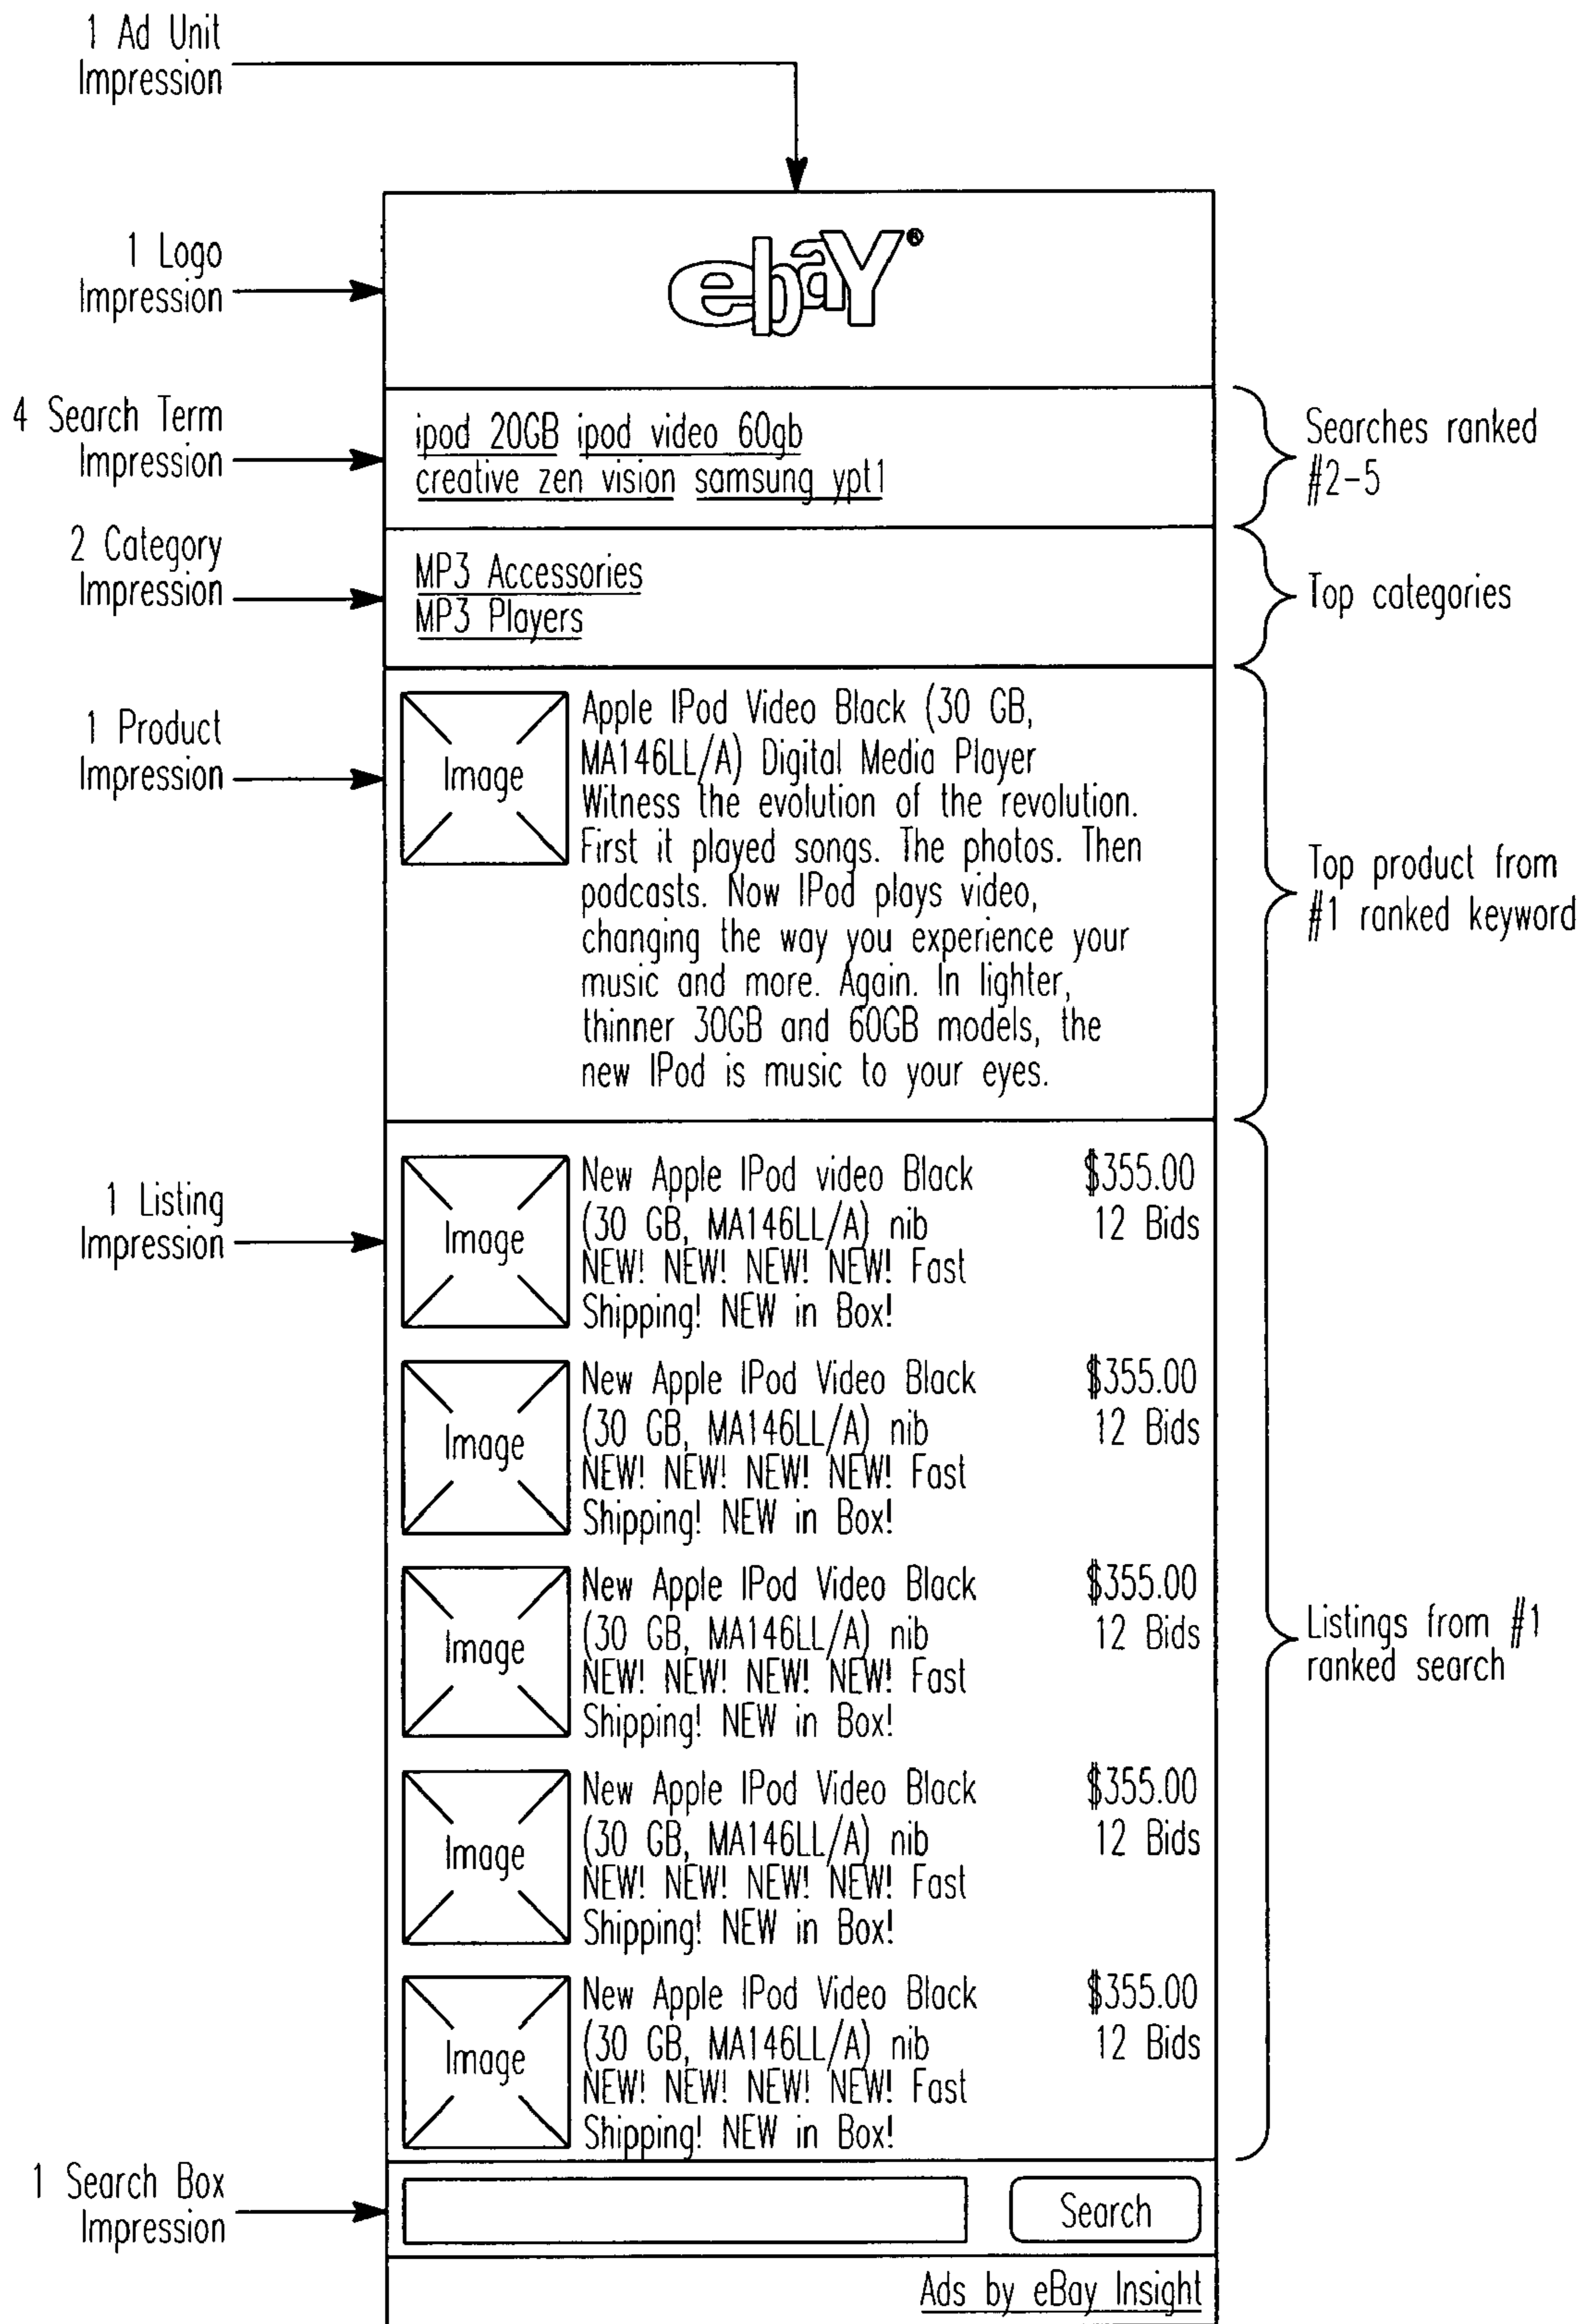 1 Ad Unit
Impression
1 Logo
Impression
ebaY®
4 Search Term
Impression
ipod 20GB ipod video 60gb
creative zen vision samsung ypt1
Searches ranked
#2-5
2 Category
Impression
MP3 Accessories
MP3 Players
Top categories
1 Product
Impression
Image
Apple IPod Video Black (30 GB,
MA146LL/A) Digital Media Player
Witness the evolution of the revolution.
First it played songs. The photos. Then
podcasts. Now IPod plays video,
changing the way you experience your
music and more. Again. In lighter,
thinner 30GB and 60GB models, the
new IPod is music to your eyes.
Top product from
#1 ranked keyword
1 Listing
Impression
Image
New Apple IPod video Black $355.00
(30 GB, MA146LL/A) nib 12 Bids
NEW! NEW! NEW! NEW! Fast
Shipping! NEW in Box!
Image
New Apple IPod Video Black $355.00
(30 GB, MA146LL/A) nib 12 Bids
NEW! NEW! NEW! NEW! Fast
Shipping! NEW in Box!
Image
New Apple IPod Video Black $355.00
(30 GB, MA146LL/A) nib 12 Bids
NEW! NEW! NEW! NEW! Fast
Shipping! NEW in Box!
Listings from #1
ranked search
Image
New Apple IPod Video Black $355.00
(30 GB, MA146LL/A) nib 12 Bids
NEW! NEW! NEW! NEW! Fast
Shipping! NEW in Box!
Image
New Apple IPod Video Black $355.00
(30 GB, MA146LL/A) nib 12 Bids
NEW! NEW! NEW! NEW! Fast
Shipping! NEW in Box!
1 Search Box
Impression
Search
Ads by eBay Insight